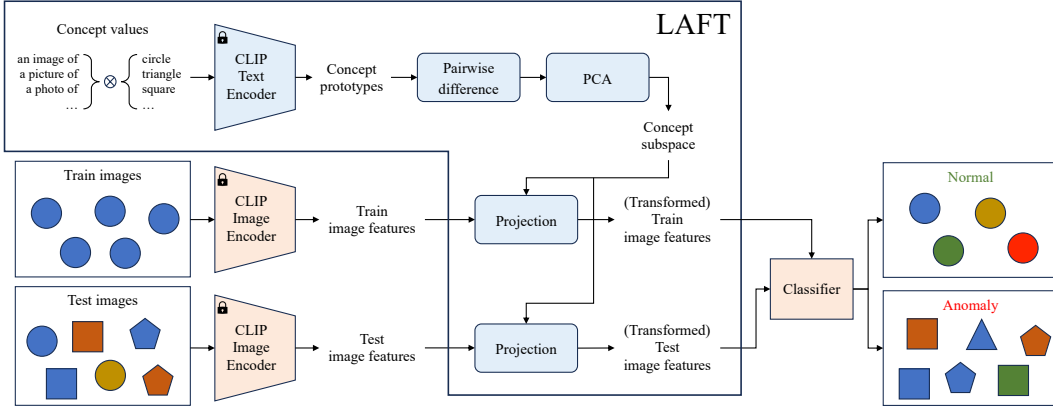 LAFT
Concept values
an image of
a picture of
a photo of
…
⊗
circle
triangle
square
…
CLIP
Text
Encoder
Concept
prototypes
Pairwise
difference
PCA
Concept
subspace
Train images
CLIP
Image
Encoder
Train
image features
Projection
(Transformed)
Train
image features
Normal
Classifier
Test images
CLIP
Image
Encoder
Test
image features
Projection
(Transformed)
Test
image features
Anomaly